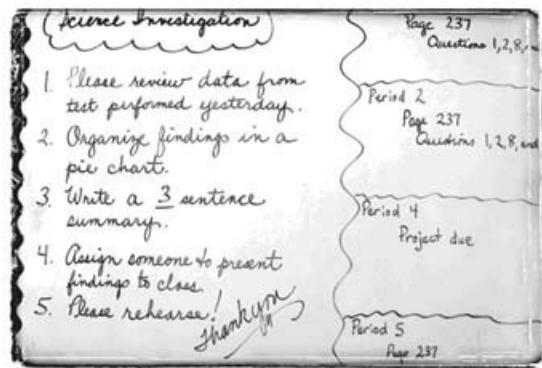 Science Investigation
1. Please review data from
test performed yesterday.
2. Organize findings in a
pie chart.
3. Write a 3 sentence
summary.
4. Assign someone to present
findings to class.
5. Please rehearse!
Thank you
Page 237
Questions 1, 2, 8,
Period 2
Page 237
Questions 1, 2, 8, and
Period 4
Project due
Period 5
Page 237